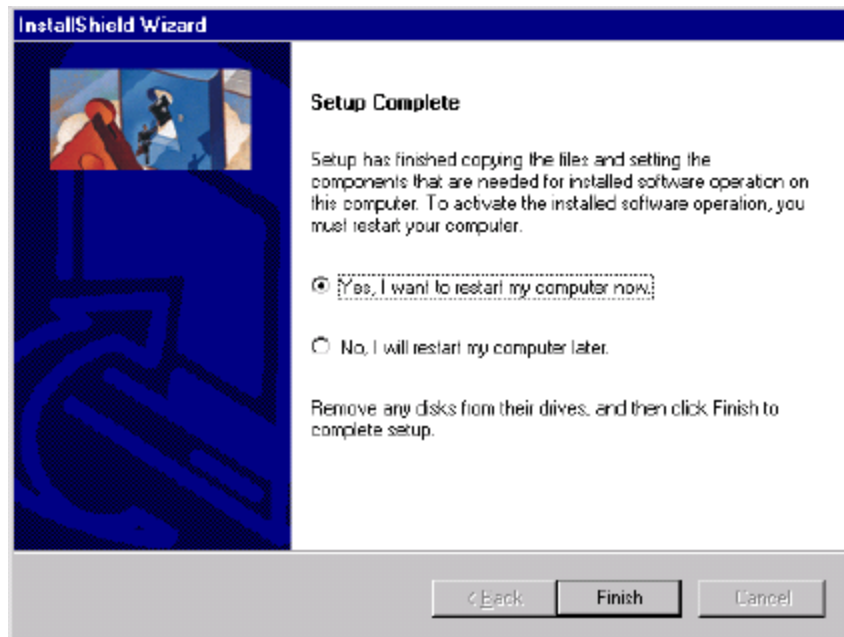 InstallShield Wizard
Setup Complete
Setup has finished copying the files and setting the
components that are needed for installed software operation on
this computer. To activate the installed software operation, you
must restart your computer.
Yes, I want to restart my computer now.
No, I will restart my computer later.
Remove any disks from their drives, and then click Finish to
complete setup.
< Back Finish Cancel